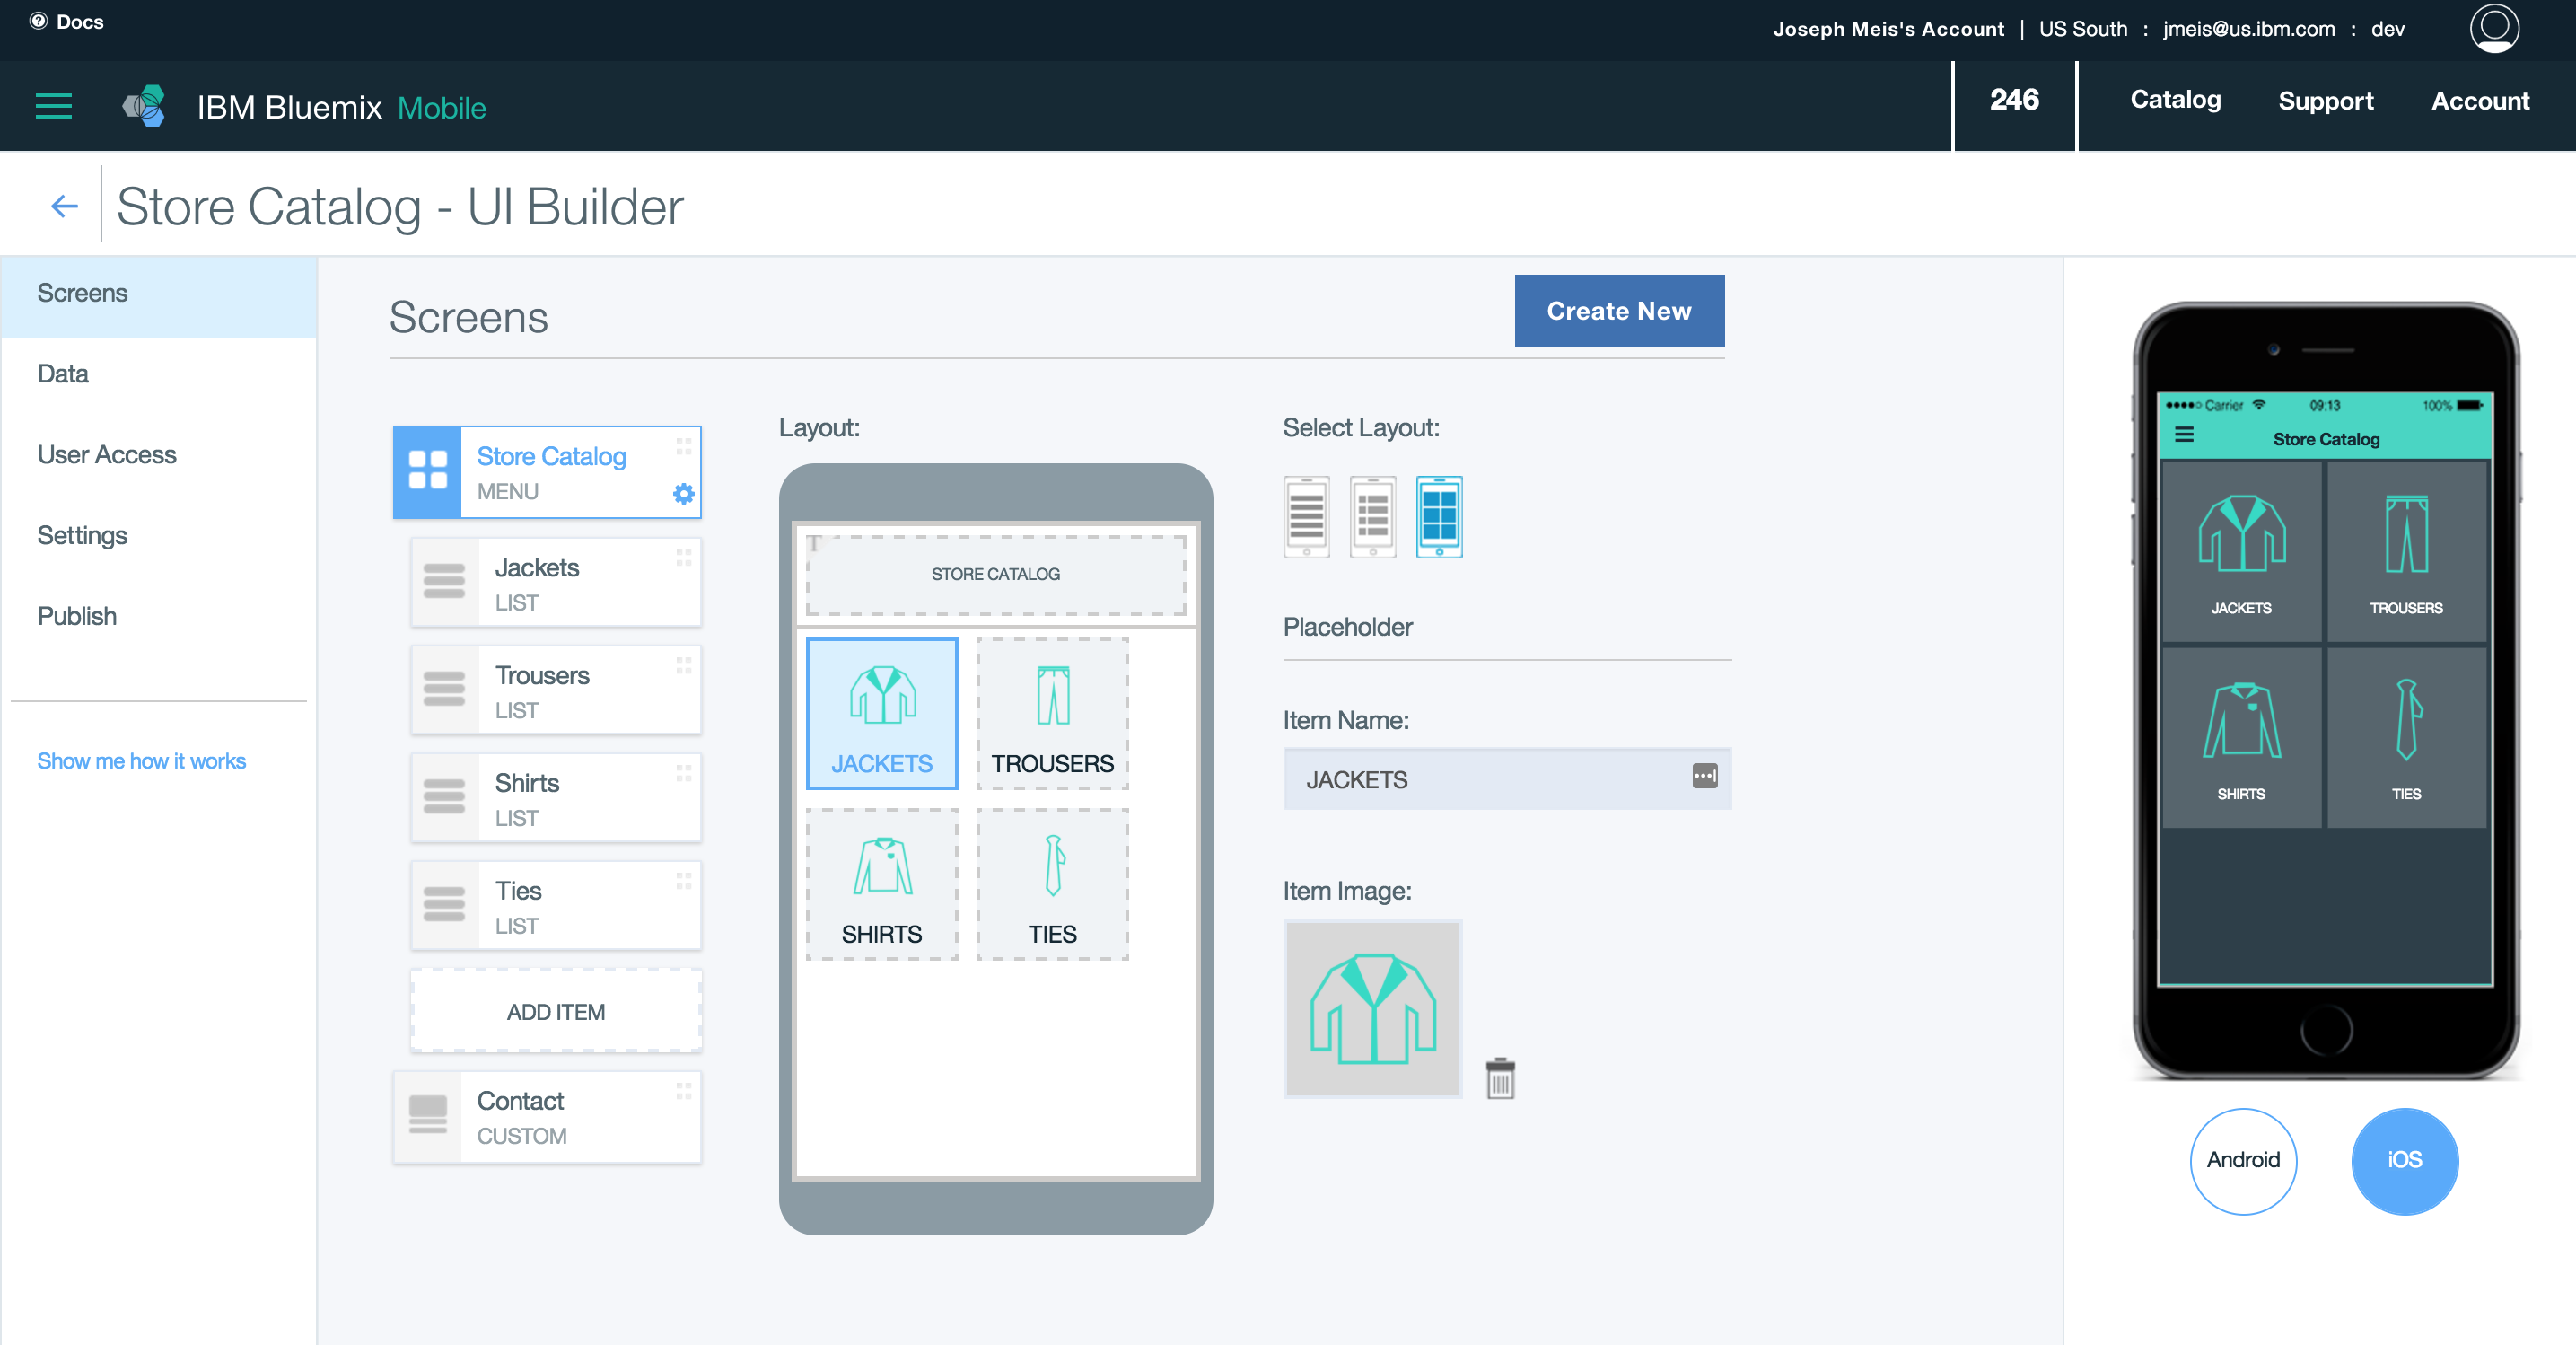 Docs
Joseph Meis's Account | US South : jmeis@us.ibm.com : dev
IBM Bluemix Mobile
246
Catalog
Support
Account
Store Catalog - UI Builder
Screens
Data
User Access
Settings
Publish
Show me how it works
Screens
Create New
Store Catalog
MENU
Jackets
LIST
Trousers
LIST
Shirts
LIST
Ties
LIST
ADD ITEM
Contact
CUSTOM
Layout:
T
STORE CATALOG
JACKETS
TROUSERS
SHIRTS
TIES
Select Layout:
Placeholder
Item Name:
JACKETS
Item Image:
Carrier 09:13 100%
Store Catalog
JACKETS
TROUSERS
SHIRTS
TIES
Android
iOS